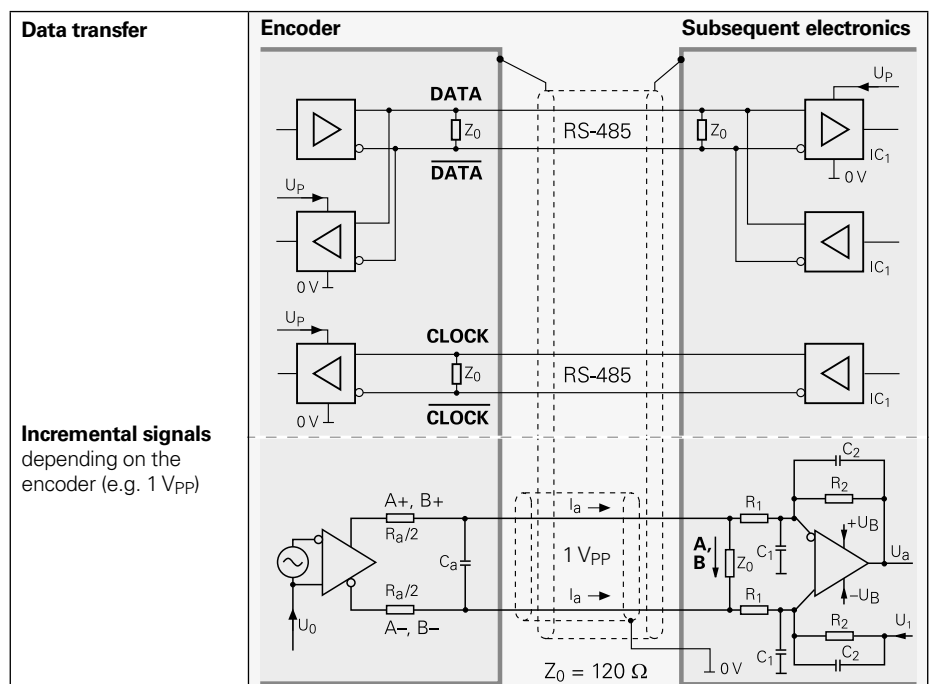 Data transfer
Encoder
Subsequent electronics
DATA
Z0
RS-485
Z0
UP
IC1
0 V
DATA
UP
0 V
IC1
UP
CLOCK
Z0
RS-485
IC1
0 V
CLOCK
Incremental signals
depending on the
encoder (e.g. 1 VPP)
A+, B+
Ra/2
Ca
Ia
1 VPP
Ia
Ra/2
A–, B–
U0
A,
B
Z0
R1
C1
R1
C1
C2
R2
+UB
Ua
–UB
R2
U1
C2
Z0 = 120 Ω
0 V